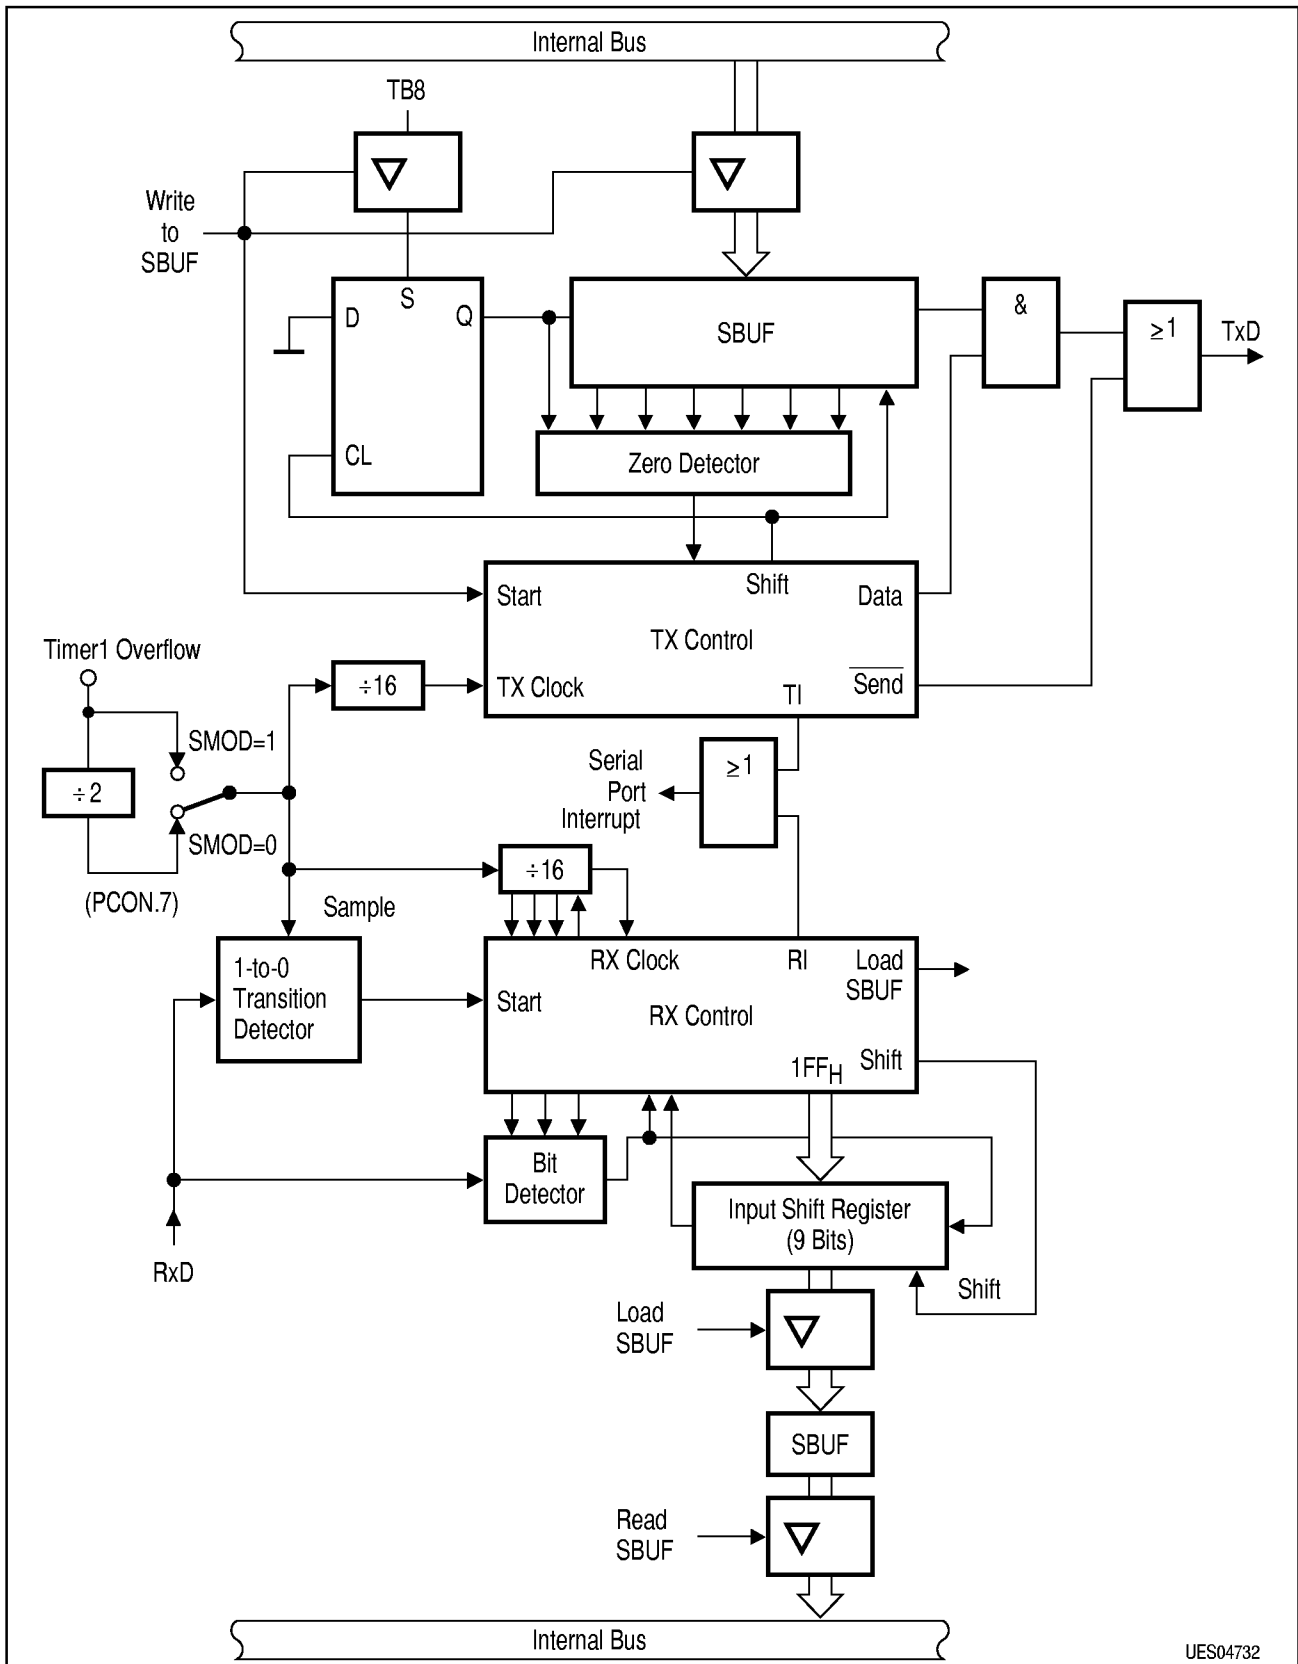 Internal Bus
TB8
Write
to
SBUF
S
D
Q
CL
SBUF
&
≥1
TxD
Zero Detector
Start
Shift
Data
TX Control
TX Clock
TI
Send
Timer1 Overflow
÷16
SMOD=1
÷2
SMOD=0
(PCON.7)
Serial
Port
Interrupt
≥1
÷16
Sample
1-to-0
Transition
Detector
RX Clock
RI
Load
SBUF
Start
RX Control
Shift
1FFH
Bit
Detector
Input Shift Register
(9 Bits)
RxD
Shift
Load
SBUF
SBUF
Read
SBUF
Internal Bus
UES04732